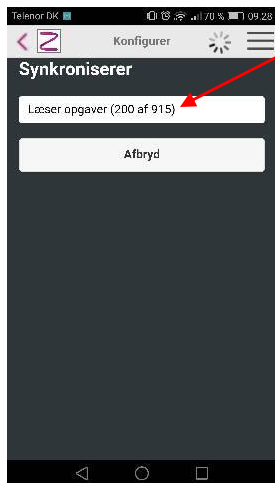 Telenor DK 70 % 09.28
Konfigurer
Synkroniserer
Læser opgaver (200 af 915)
Afbryd